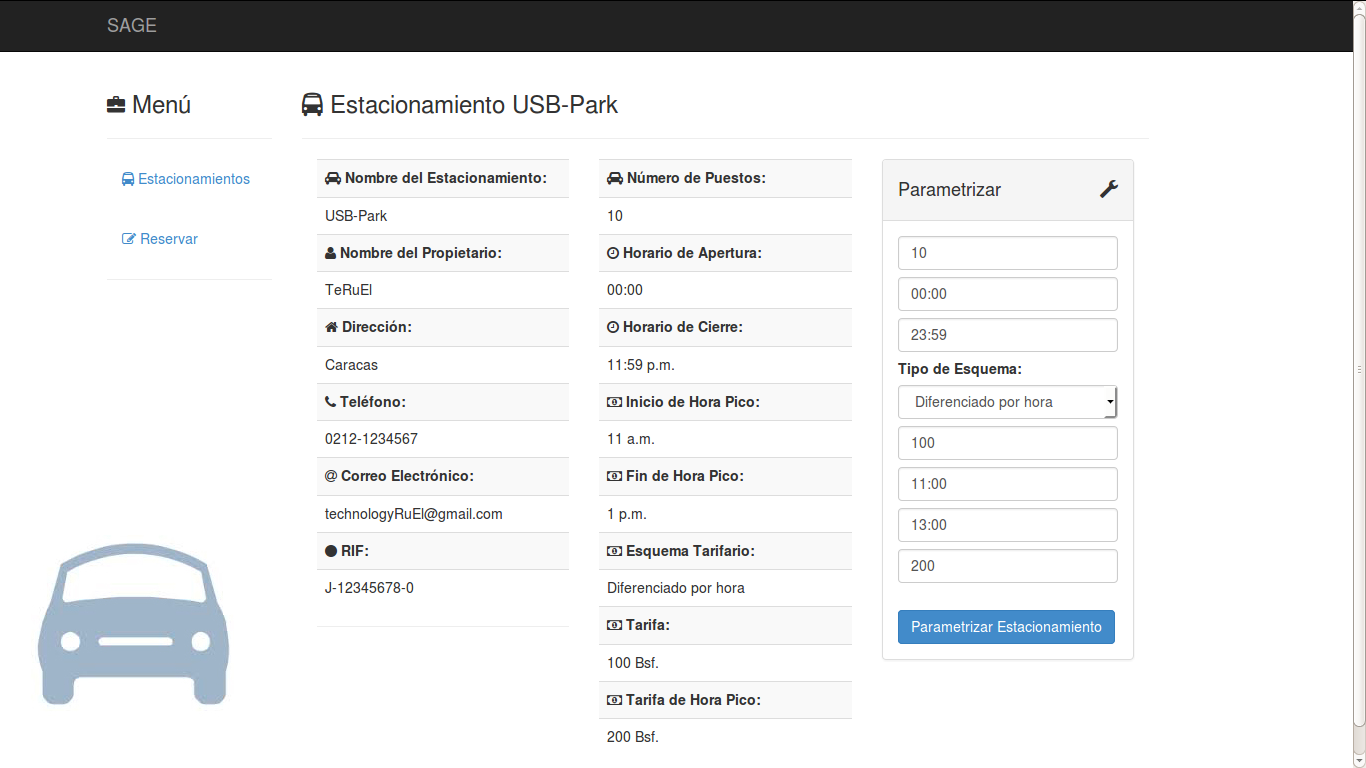 SAGE
Menú
Estacionamientos
Reservar
Estacionamiento USB-Park
Nombre del Estacionamiento:
USB-Park
Nombre del Propietario:
TeRuEl
Dirección:
Caracas
Teléfono:
0212-1234567
@ Correo Electrónico:
technologyRuEl@gmail.com
RIF:
J-12345678-0
Número de Puestos:
10
Horario de Apertura:
00:00
Horario de Cierre:
11:59 p.m.
Inicio de Hora Pico:
11 a.m.
Fin de Hora Pico:
1 p.m.
Esquema Tarifario:
Diferenciado por hora
Tarifa:
100 Bsf.
Tarifa de Hora Pico:
200 Bsf.
Parametrizar
10
00:00
23:59
Tipo de Esquema:
Diferenciado por hora
100
11:00
13:00
200
Parametrizar Estacionamiento